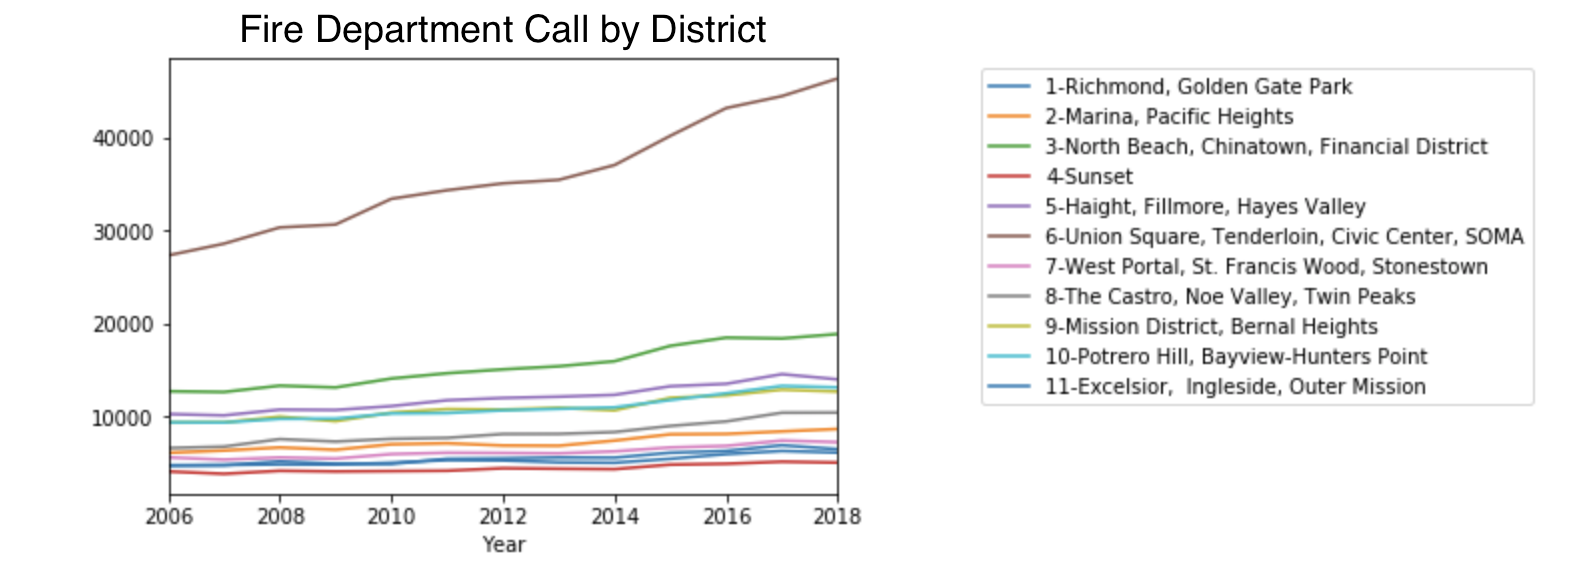 Fire Department Call by District
40000
30000
20000
10000
2006 2008 2010 2012 2014 2016 2018
Year
1-Richmond, Golden Gate Park
2-Marina, Pacific Heights
3-North Beach, Chinatown, Financial District
4-Sunset
5-Haight, Fillmore, Hayes Valley
6-Union Square, Tenderloin, Civic Center, SOMA
7-West Portal, St. Francis Wood, Stonestown
8-The Castro, Noe Valley, Twin Peaks
9-Mission District, Bernal Heights
10-Potrero Hill, Bayview-Hunters Point
11-Excelsior,  Ingleside, Outer Mission